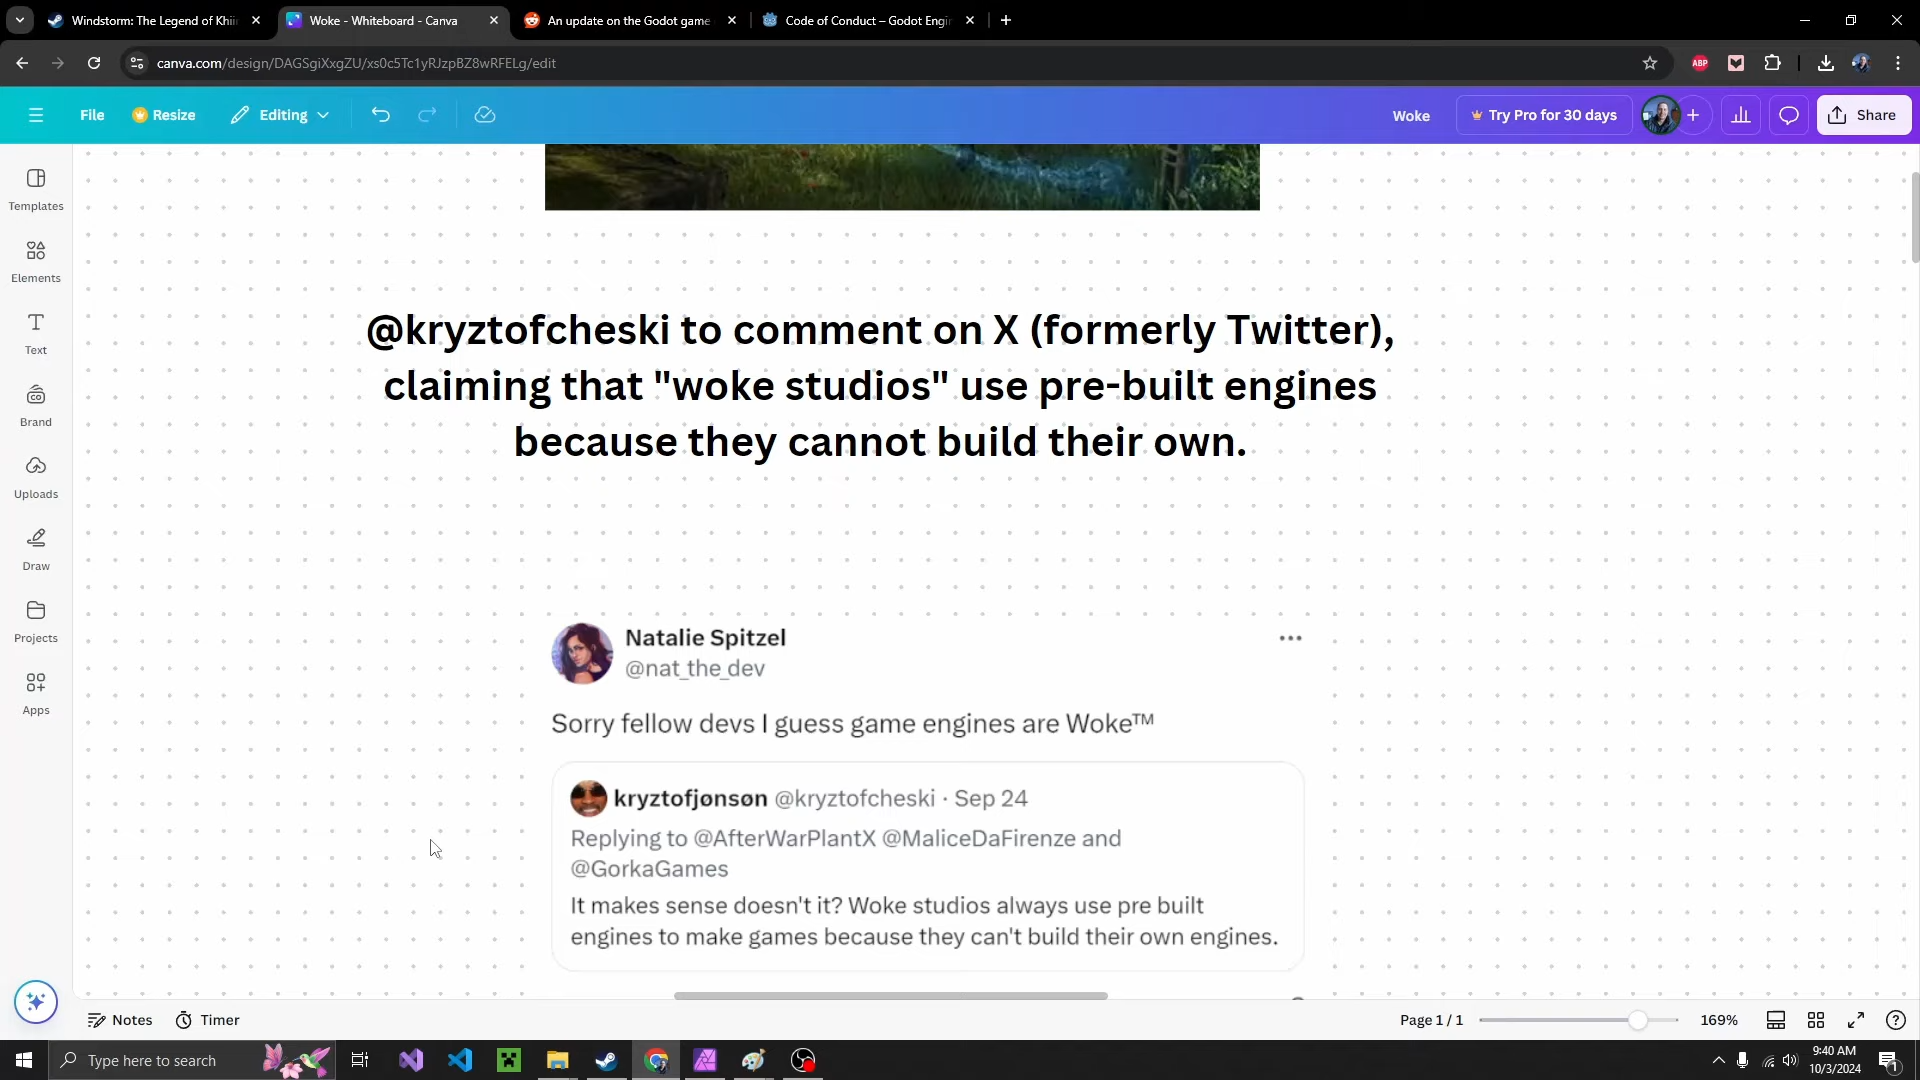 Windstorm: The Legend of Khii
Woke - Whiteboard - Canva
An update on the Godot game
Code of Conduct – Godot Engin
canva.com/design/DAGSgiXxgZU/xs0c5Tc1yRJzpBZ8wRFELg/edit
ABP
File
Resize
Editing
Woke
Try Pro for 30 days
Share
Templates
Elements
Text
Brand
Uploads
Draw
Projects
Apps
@kryztofcheski to comment on X (formerly Twitter),
claiming that "woke studios" use pre-built engines
because they cannot build their own.
Natalie Spitzel
@nat_the_dev
Sorry fellow devs I guess game engines are Woke™
kryztofjønsøn @kryztofcheski · Sep 24
Replying to @AfterWarPlantX @MaliceDaFirenze and
@GorkaGames
It makes sense doesn't it? Woke studios always use pre built
engines to make games because they can't build their own engines.
Notes
Timer
Page 1 / 1
169%
Type here to search
9:40 AM
10/3/2024
1